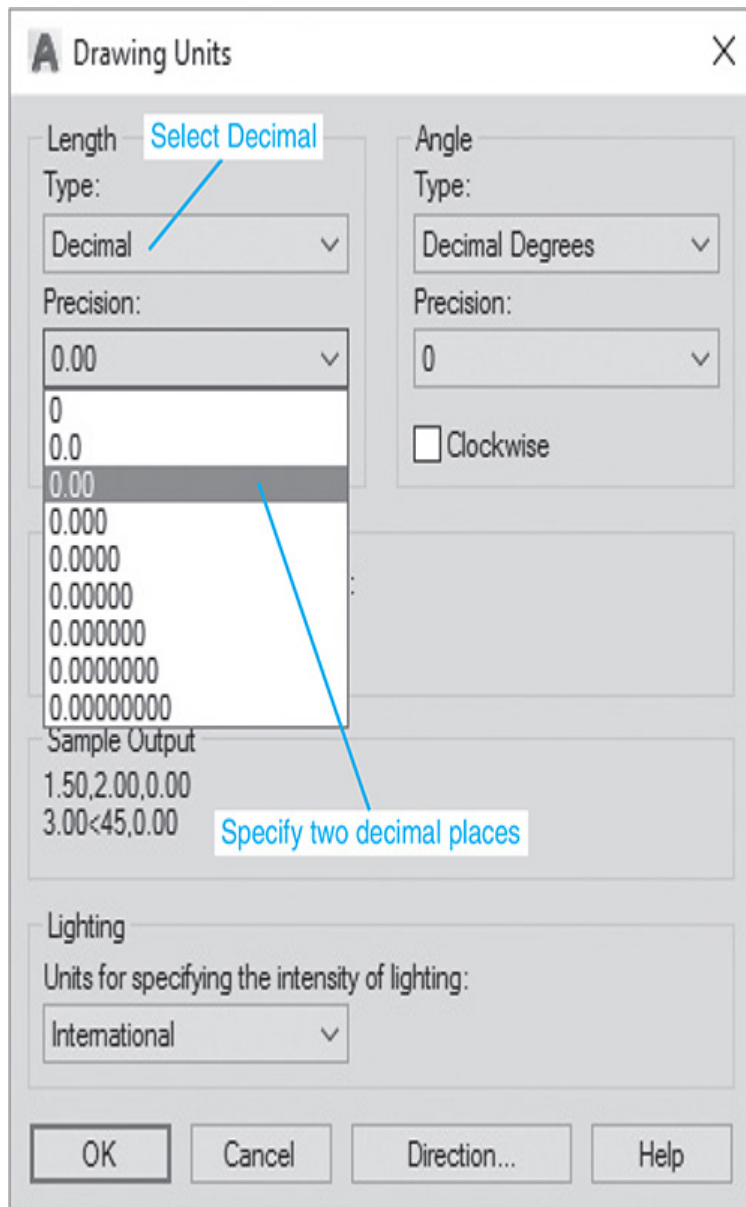 Drawing Units
Length
Select Decimal
Type:
Decimal
Precision:
0.00
0
0.0
0.00
0.000
0.0000
0.00000
0.000000
0.0000000
0.00000000
Angle
Type:
Decimal Degrees
Precision:
0
Clockwise
:
Sample Output
1.50,2.00,0.00
3.00<45,0.00
Specify two decimal places
Lighting
Units for specifying the intensity of lighting:
International
OK
Cancel
Direction...
Help